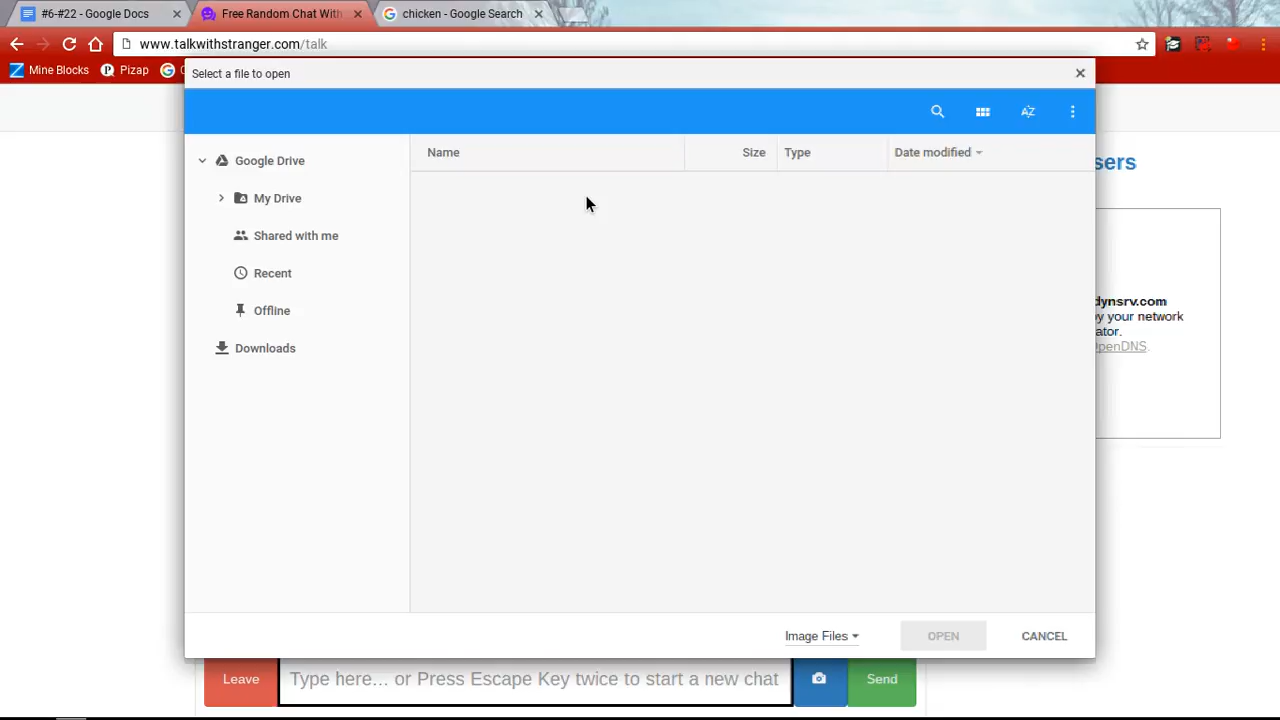 #6-#22 - Google Docs
Free Random Chat With
chicken - Google Search
www.talkwithstranger.com/talk
Mine Blocks
Pizap
Select a file to open
Google Drive
My Drive
Shared with me
Recent
Offline
Downloads
Name
Size
Type
Date modified
Image Files
OPEN
CANCEL
sers
dynsrv.com
by your network
ator.
OpenDNS.
Leave
Type here... or Press Escape Key twice to start a new chat
Send